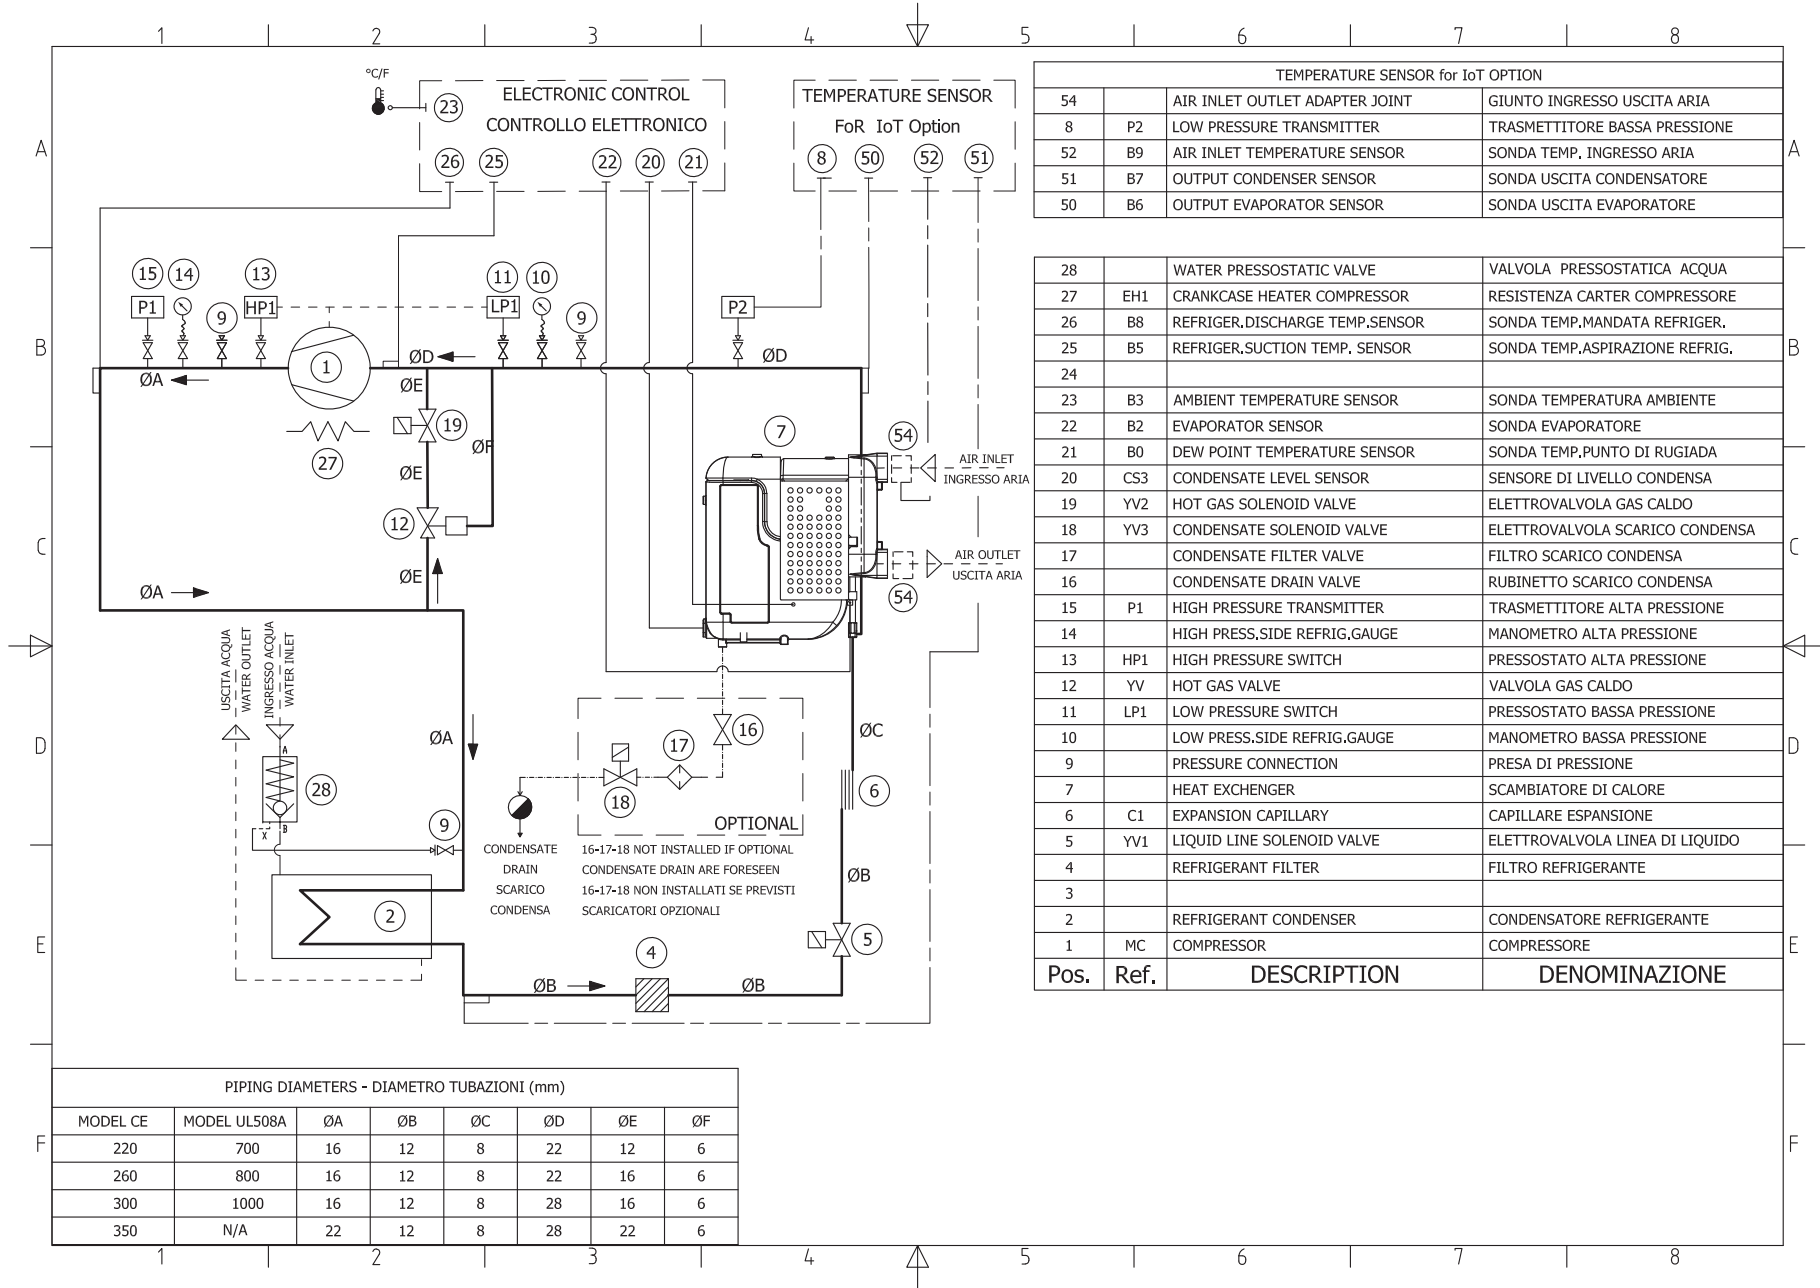 1 2 3 4 5 6 7 8
A
B
C
D
E
F
A
B
C
D
E
F
1 2 3 4 5 6 7 8
°C/F
23
ELECTRONIC CONTROL
CONTROLLO ELETTRONICO
26 25 22 20 21
TEMPERATURE SENSOR
FoR IoT Option
8 50 52 51
15 14 13 11 10
P1 9 HP1 LP1 9 P2
1
ØD ØD
ØA ØE
19
27 ØF
ØE
12
ØE
ØA
7
54
AIR INLET
INGRESSO ARIA
AIR OUTLET
USCITA ARIA
54
USCITA ACQUA
WATER OUTLET
INGRESSO ACQUA
WATER INLET
A
28
X B
ØA
9
2
16
17
18
OPTIONAL
CONDENSATE
DRAIN
SCARICO
CONDENSA
16-17-18 NOT INSTALLED IF OPTIONAL
CONDENSATE DRAIN ARE FORESEEN
16-17-18 NON INSTALLATI SE PREVISTI
SCARICATORI OPZIONALI
ØC
6
ØB
5
4
ØB ØB
TEMPERATURE SENSOR for IoT OPTION
54 AIR INLET OUTLET ADAPTER JOINT GIUNTO INGRESSO USCITA ARIA
8 P2 LOW PRESSURE TRANSMITTER TRASMETTITORE BASSA PRESSIONE
52 B9 AIR INLET TEMPERATURE SENSOR SONDA TEMP. INGRESSO ARIA
51 B7 OUTPUT CONDENSER SENSOR SONDA USCITA CONDENSATORE
50 B6 OUTPUT EVAPORATOR SENSOR SONDA USCITA EVAPORATORE
28 WATER PRESSOSTATIC VALVE VALVOLA PRESSOSTATICA ACQUA
27 EH1 CRANKCASE HEATER COMPRESSOR RESISTENZA CARTER COMPRESSORE
26 B8 REFRIGER.DISCHARGE TEMP.SENSOR SONDA TEMP.MANDATA REFRIGER.
25 B5 REFRIGER.SUCTION TEMP. SENSOR SONDA TEMP.ASPIRAZIONE REFRIG.
24
23 B3 AMBIENT TEMPERATURE SENSOR SONDA TEMPERATURA AMBIENTE
22 B2 EVAPORATOR SENSOR SONDA EVAPORATORE
21 B0 DEW POINT TEMPERATURE SENSOR SONDA TEMP.PUNTO DI RUGIADA
20 CS3 CONDENSATE LEVEL SENSOR SENSORE DI LIVELLO CONDENSA
19 YV2 HOT GAS SOLENOID VALVE ELETTROVALVOLA GAS CALDO
18 YV3 CONDENSATE SOLENOID VALVE ELETTROVALVOLA SCARICO CONDENSA
17 CONDENSATE FILTER VALVE FILTRO SCARICO CONDENSA
16 CONDENSATE DRAIN VALVE RUBINETTO SCARICO CONDENSA
15 P1 HIGH PRESSURE TRANSMITTER TRASMETTITORE ALTA PRESSIONE
14 HIGH PRESS.SIDE REFRIG.GAUGE MANOMETRO ALTA PRESSIONE
13 HP1 HIGH PRESSURE SWITCH PRESSOSTATO ALTA PRESSIONE
12 YV HOT GAS VALVE VALVOLA GAS CALDO
11 LP1 LOW PRESSURE SWITCH PRESSOSTATO BASSA PRESSIONE
10 LOW PRESS.SIDE REFRIG.GAUGE MANOMETRO BASSA PRESSIONE
9 PRESSURE CONNECTION PRESA DI PRESSIONE
7 HEAT EXCHENGER SCAMBIATORE DI CALORE
6 C1 EXPANSION CAPILLARY CAPILLARE ESPANSIONE
5 YV1 LIQUID LINE SOLENOID VALVE ELETTROVALVOLA LINEA DI LIQUIDO
4 REFRIGERANT FILTER FILTRO REFRIGERANTE
3
2 REFRIGERANT CONDENSER CONDENSATORE REFRIGERANTE
1 MC COMPRESSOR COMPRESSORE
Pos. Ref. DESCRIPTION DENOMINAZIONE
PIPING DIAMETERS - DIAMETRO TUBAZIONI (mm)
MODEL CE MODEL UL508A ØA ØB ØC ØD ØE ØF
220 700 16 12 8 22 12 6
260 800 16 12 8 22 16 6
300 1000 16 12 8 28 16 6
350 N/A 22 12 8 28 22 6